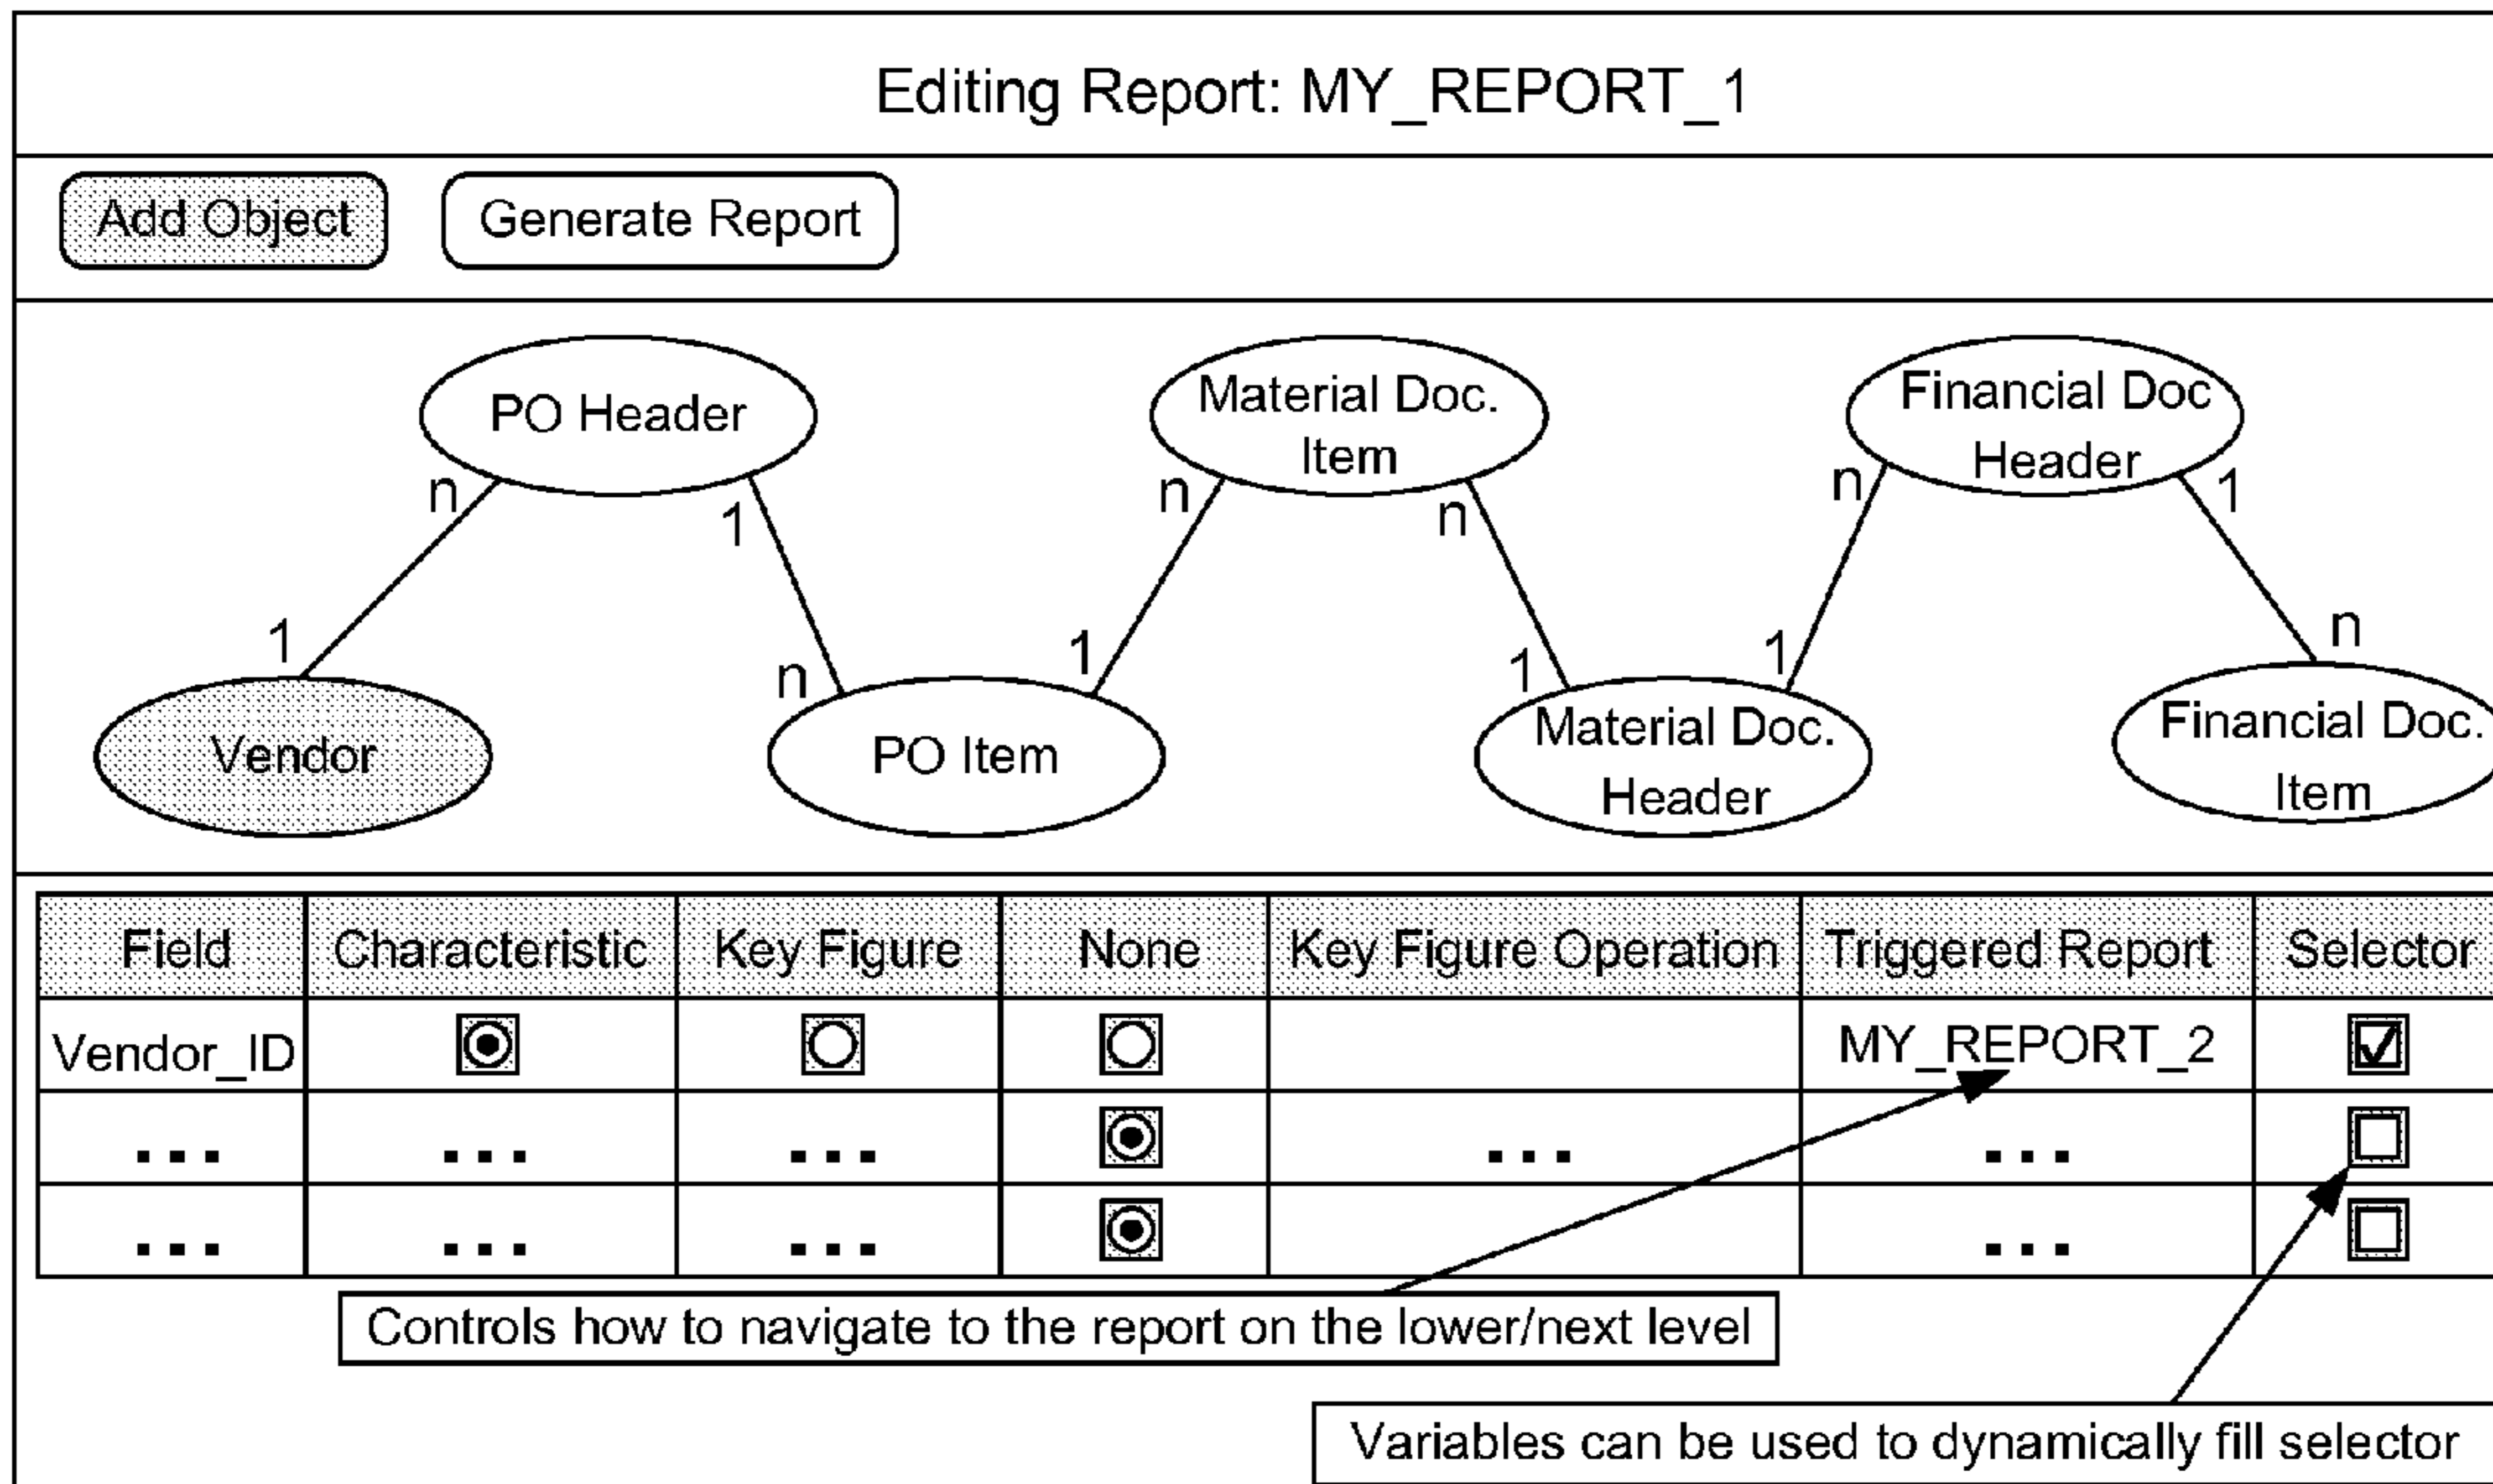 Editing Report: MY_REPORT_1
Add Object
Generate Report
PO Header
Material Doc.
Item
Financial Doc
Header
n
1
n
n
n
1
1
n
1
1
1
n
Vendor
PO Item
Material Doc.
Header
Financial Doc.
Item
Field Characteristic Key Figure None Key Figure Operation Triggered Report Selector
Vendor_ID MY_REPORT_2
... ... ... ... ...
... ... ... ...
Controls how to navigate to the report on the lower/next level
Variables can be used to dynamically fill selector